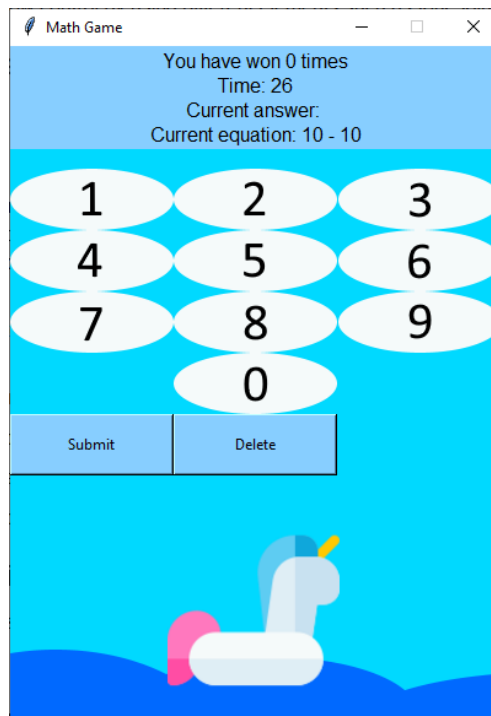 Math Game
You have won 0 times
Time: 26
Current answer:
Current equation: 10 - 10
1 2 3
4 5 6
7 8 9
0
Submit Delete